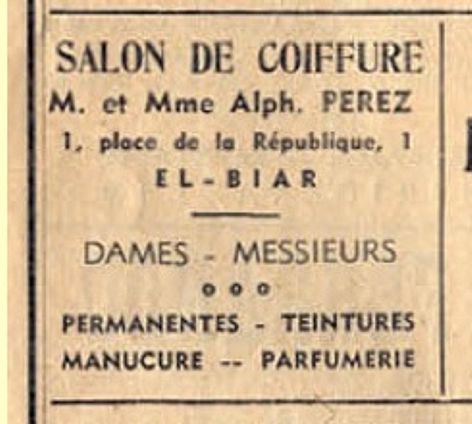 SALON DE COIFFURE
M. et Mme Alph. PEREZ
1, place de la République, 1
EL-BIAR
DAMES - MESSIEURS
PERMANENTES - TEINTURES
MANUCURE -- PARFUMERIE